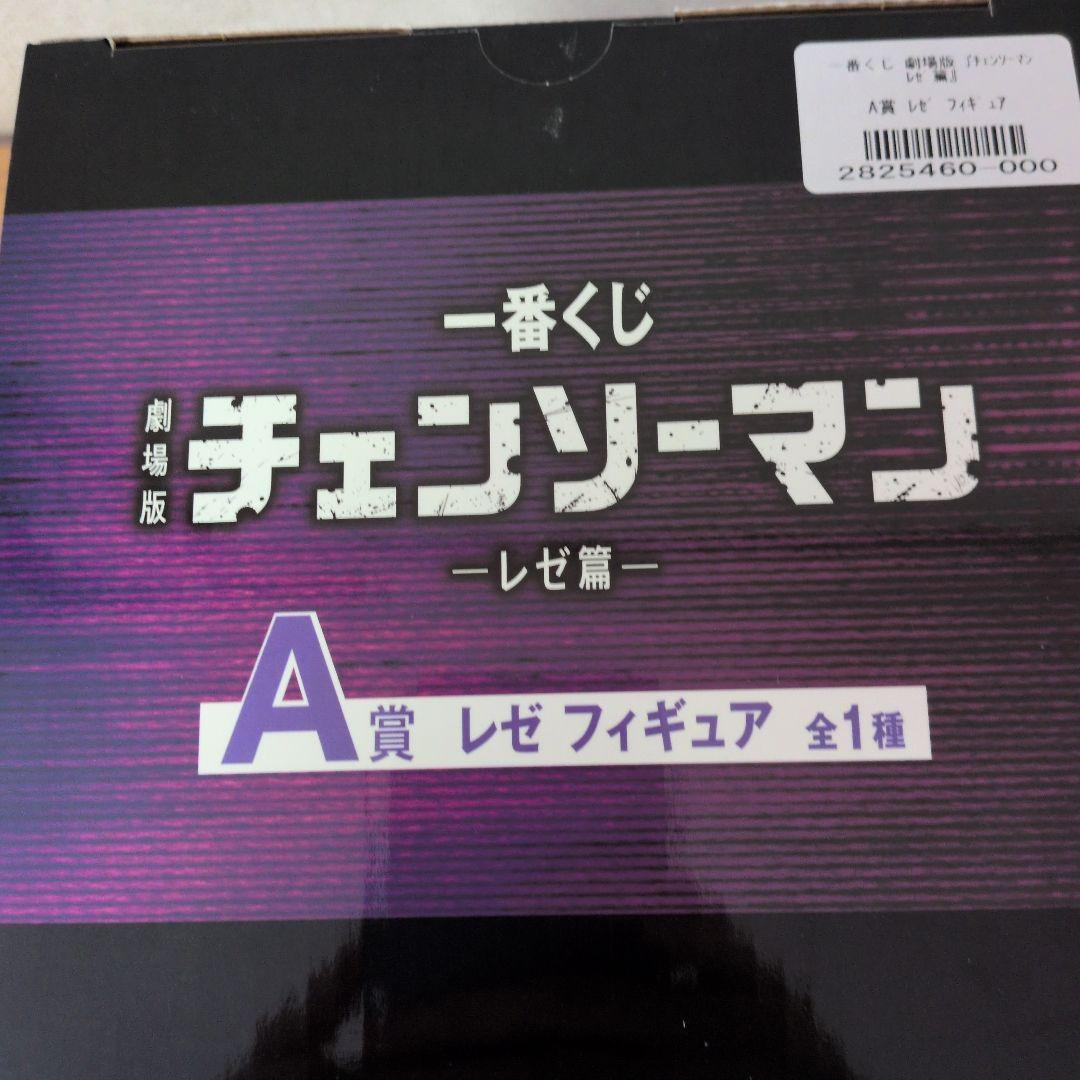 一番くじ 劇場版 『チェンソーマン
レゼ 篇』
A賞 レゼ フィギュア
2825460-000
一番くじ
劇場版
チェンソーマン
—レゼ篇—
A賞 レゼ フィギュア 全1種